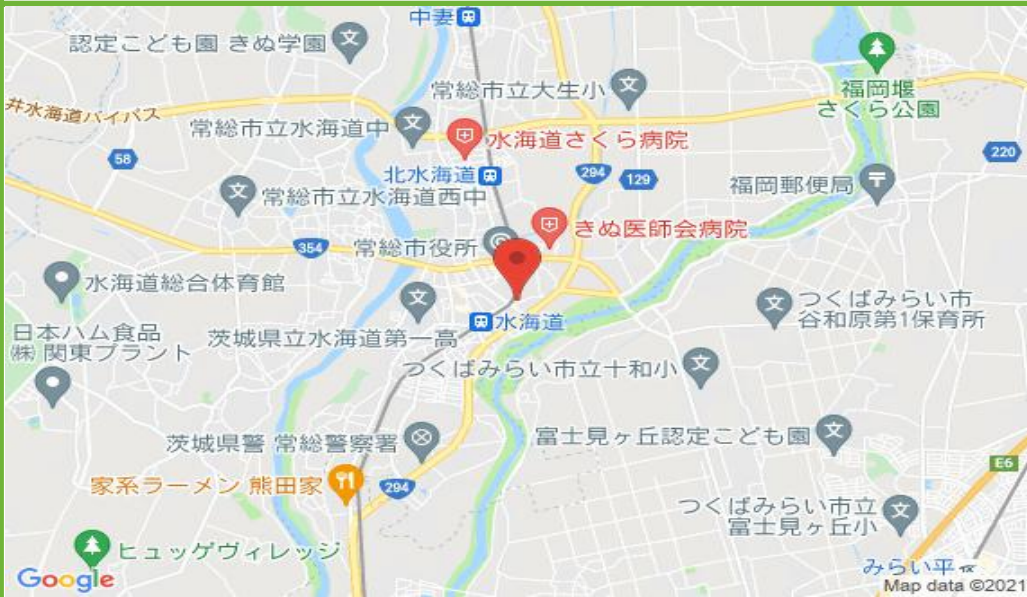 中妻
認定こども園 きぬ学園
常総市立大生小
福岡堰
さくら公園
井水海道バイパス
常総市立水海道中
水海道さくら病院
58
北水海道
294
129
220
常総市立水海道西中
福岡郵便局
きぬ医師会病院
354
常総市役所
水海道総合体育館
つくばみらい市
谷和原第1保育所
水海道
日本ハム食品
㈱関東プラント
茨城県立水海道第一高
つくばみらい市立十和小
茨城県警 常総警察署
富士見ヶ丘認定こども園
E6
家系ラーメン 熊田家
294
つくばみらい市立
富士見ヶ丘小
ヒュッゲヴィレッジ
みらい平
Google
Map data ©2021